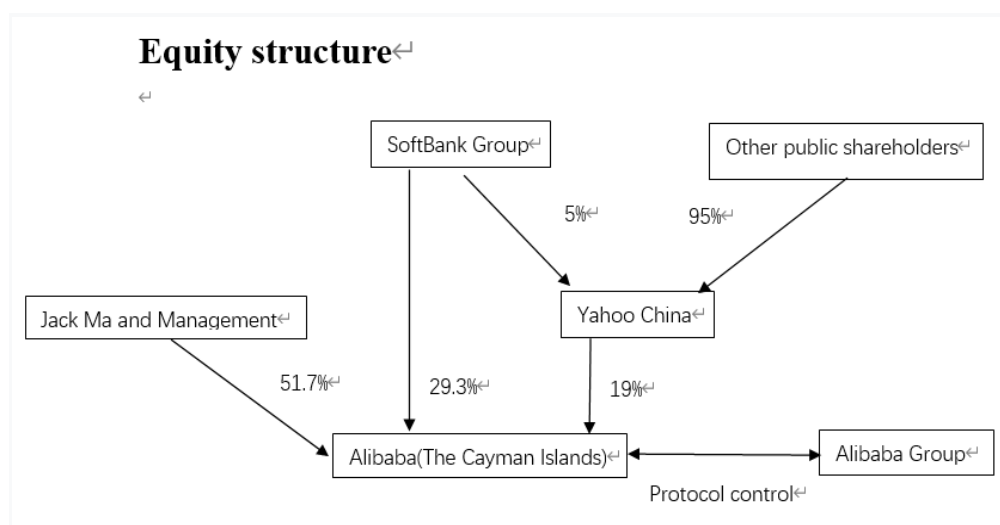 Equity structure
SoftBank Group
Other public shareholders
5%
95%
Jack Ma and Management
Yahoo China
51.7%
29.3%
19%
Alibaba(The Cayman Islands)
Alibaba Group
Protocol control